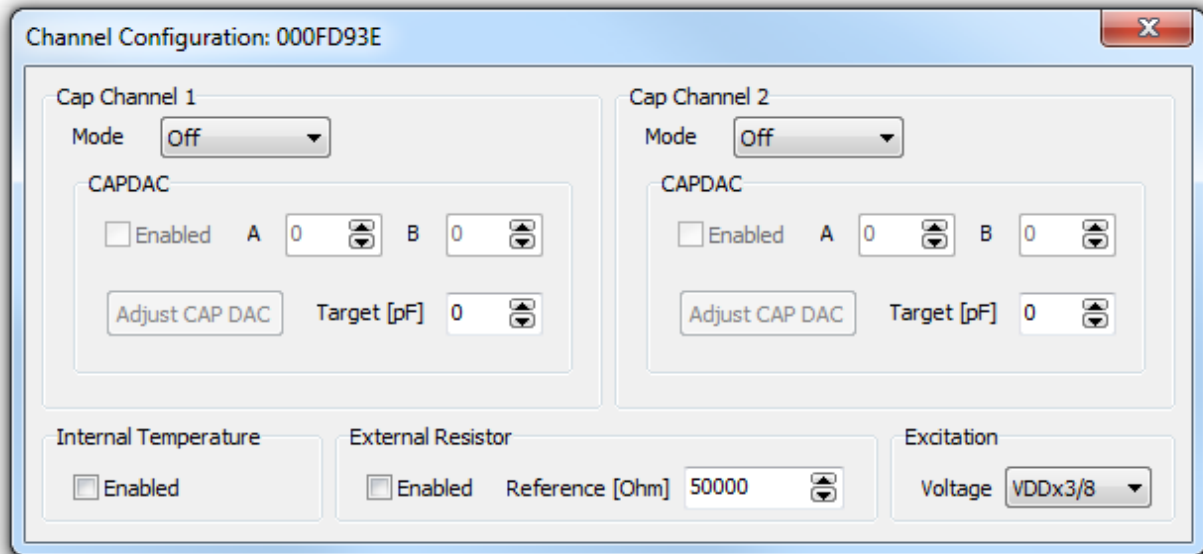 Channel Configuration: 000FD93E
Cap Channel 1
Mode Off
CAPDAC
Enabled A 0 B 0
Adjust CAP DAC Target [pF] 0
Cap Channel 2
Mode Off
CAPDAC
Enabled A 0 B 0
Adjust CAP DAC Target [pF] 0
Internal Temperature
Enabled
External Resistor
Enabled Reference [Ohm] 50000
Excitation
Voltage VDDx3/8